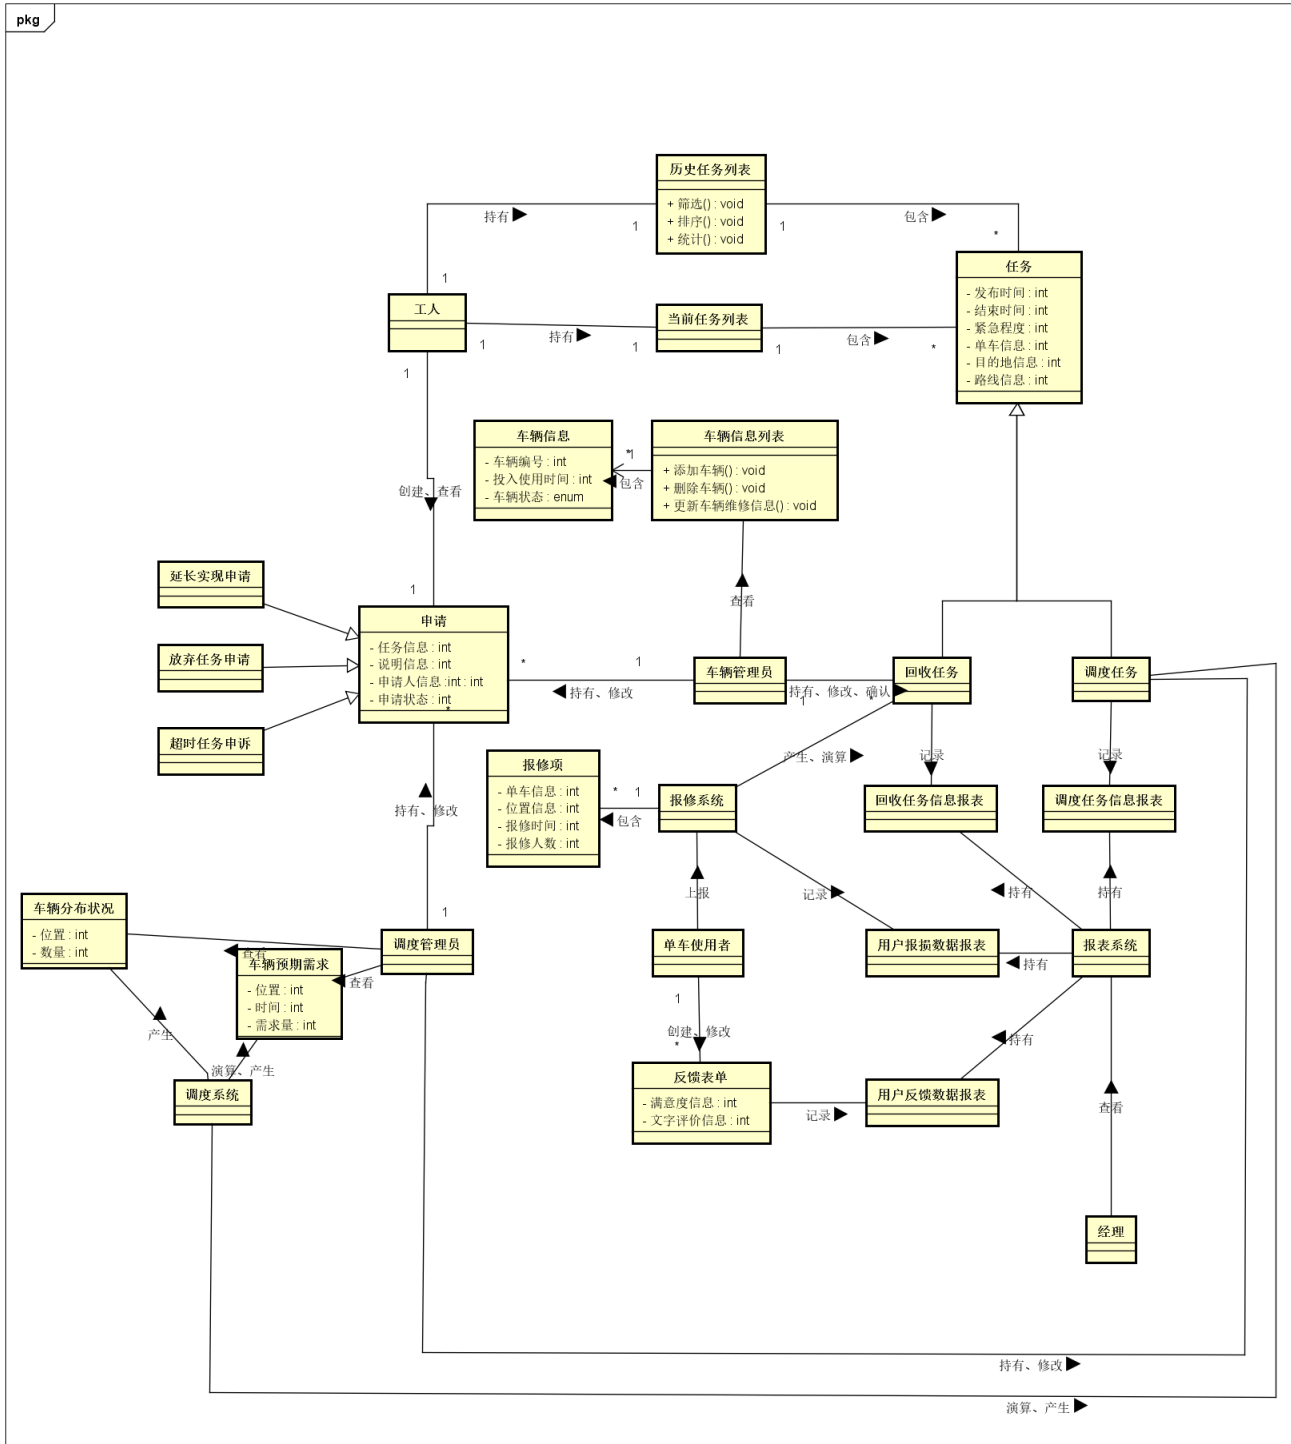 pkg
历史任务列表
+ 筛选() : void
+ 排序() : void
+ 统计() : void
持有
1
1
包含
1
*
任务
- 发布时间 : int
- 结束时间 : int
- 紧急程度 : int
- 单车信息 : int
- 目的地信息 : int
- 路线信息 : int
工人
持有
1
1
当前任务列表
包含
1
*
1
创建、查看
1
车辆信息
- 车辆编号 : int
- 投入使用时间 : int
- 车辆状态 : enum
*
1
包含
车辆信息列表
+ 添加车辆() : void
+ 删除车辆() : void
+ 更新车辆维修信息() : void
查看
延长实现申请
放弃任务申请
超时任务申诉
申请
- 任务信息 : int
- 说明信息 : int
- 申请人信息 :int : int
- 申请状态 : int
*
*
1
持有、修改
车辆管理员
持有、修改、确认
1
*
回收任务
调度任务
产生、演算
记录
记录
报修项
- 单车信息 : int
- 位置信息 : int
- 报修时间 : int
- 报修人数 : int
*
1
包含
报修系统
回收任务信息报表
调度任务信息报表
持有、修改
1
上报
记录
持有
持有
车辆分布状况
- 位置 : int
- 数量 : int
查看
车辆预期需求
- 位置 : int
- 时间 : int
- 需求量 : int
查看
调度管理员
单车使用者
用户报损数据报表
持有
报表系统
1
创建、修改
*
持有
产生
演算、产生
调度系统
反馈表单
- 满意度信息 : int
- 文字评价信息 : int
记录
用户反馈数据报表
查看
经理
持有、修改
演算、产生